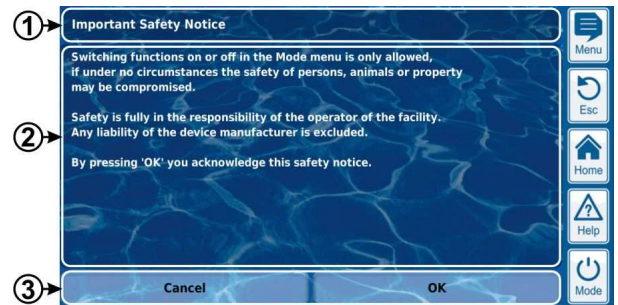 1
Important Safety Notice
2
Switching functions on or off in the Mode menu is only allowed,
if under no circumstances the safety of persons, animals or property
may be compromised.
Safety is fully in the responsibility of the operator of the facility.
Any liability of the device manufacturer is excluded.
By pressing 'OK' you acknowledge this safety notice.
3
Cancel
OK
Menu
Esc
Home
?
Help
Mode